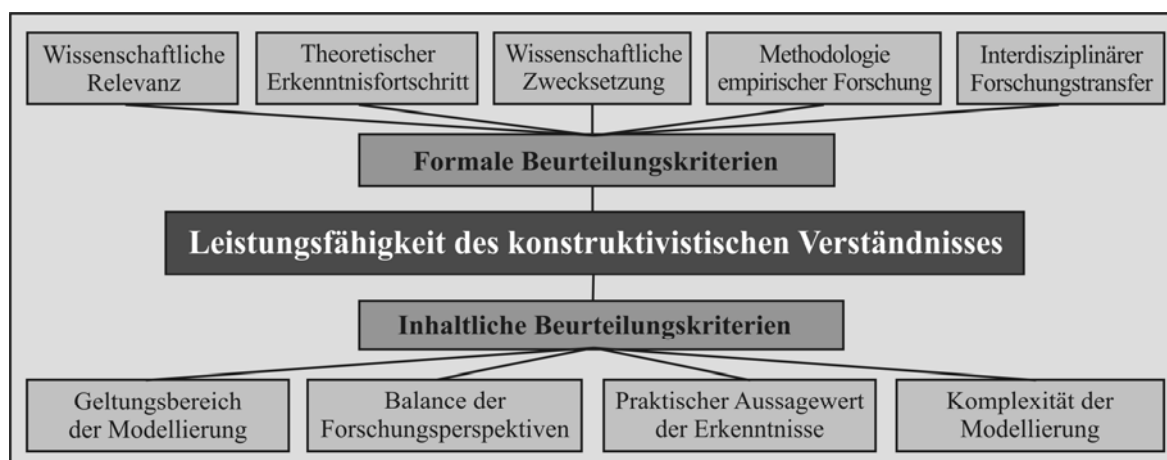 Wissenschaftliche
Relevanz
Theoretischer
Erkenntnisfortschritt
Wissenschaftliche
Zwecksetzung
Methodologie
empirischer Forschung
Interdisziplinärer
Forschungstransfer
Formale Beurteilungskriterien
Leistungsfähigkeit des konstruktivistischen Verständnisses
Inhaltliche Beurteilungskriterien
Geltungsbereich
der Modellierung
Balance der
Forschungsperspektiven
Praktischer Aussagewert
der Erkenntnisse
Komplexität der
Modellierung